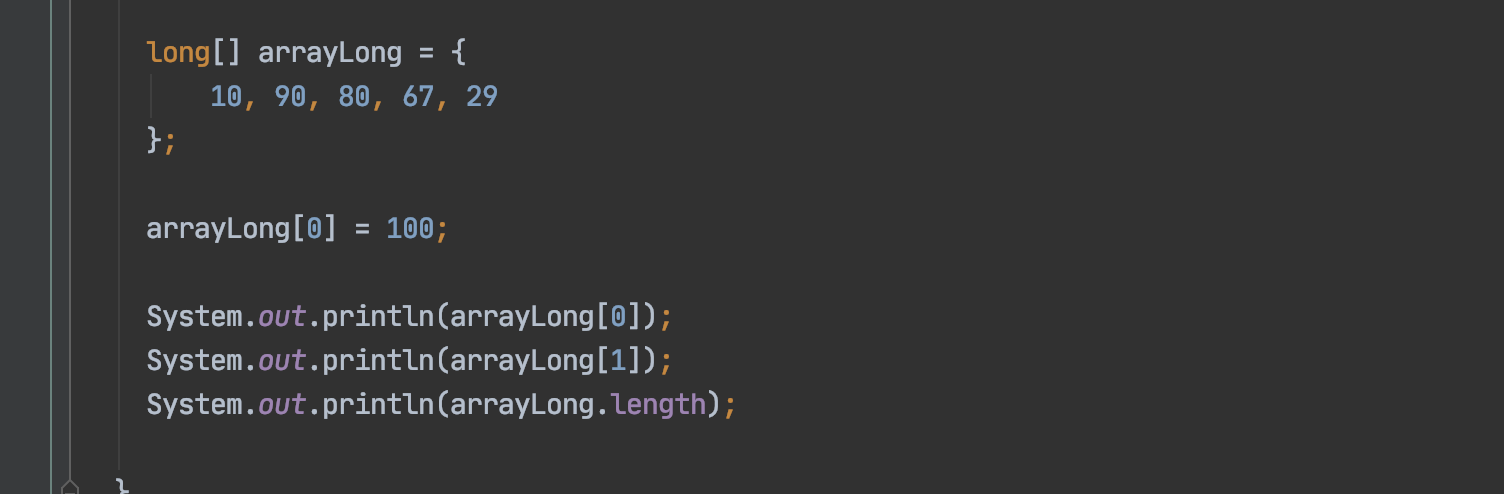 long[] arrayLong = {
    10, 90, 80, 67, 29
};
arrayLong[0] = 100;
System.out.println(arrayLong[0]);
System.out.println(arrayLong[1]);
System.out.println(arrayLong.length);
}